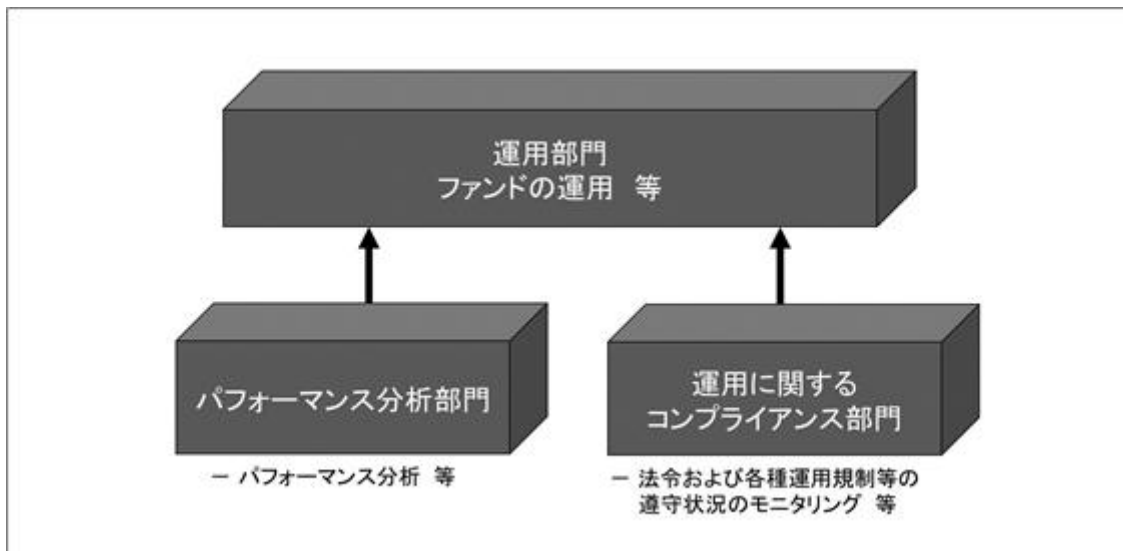 運用部門
ファンドの運用 等
パフォーマンス分析部門
－ パフォーマンス分析 等
運用に関する
コンプライアンス部門
－ 法令および各種運用規制等の
遵守状況のモニタリング 等